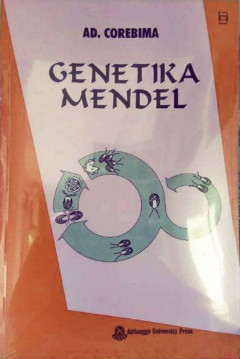 AD. COREBIMA
GENETIKA
MENDEL
Airlangga University Press